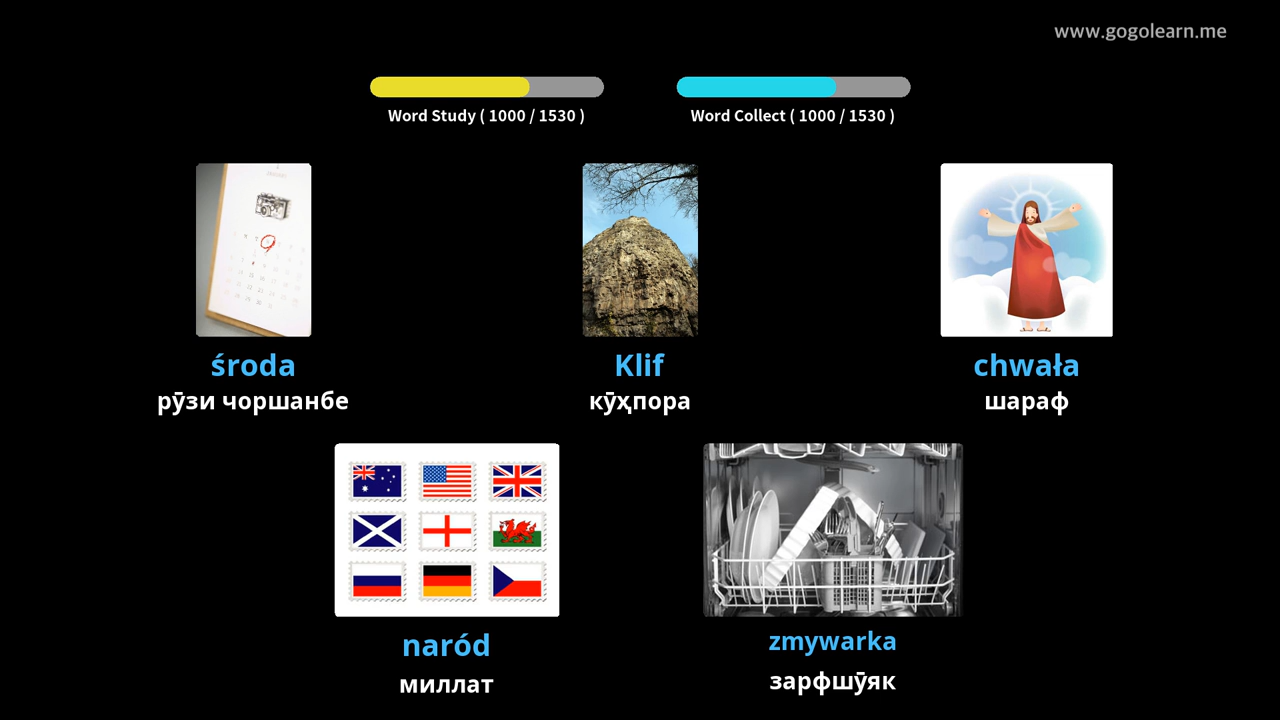 www.gogolearn.me
Word Study ( 1000 / 1530 )
Word Collect ( 1000 / 1530 )
środa
рӯзи чоршанбе
Klif
кӯҳпора
chwała
шараф
naród
миллат
zmywarka
зарфшӯяк